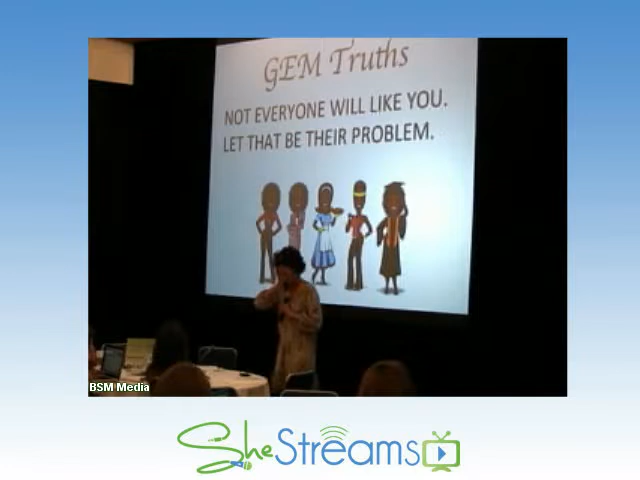 GEM Truths
NOT EVERYONE WILL LIKE YOU.
LET THAT BE THEIR PROBLEM.
BSM Media
SheStreams